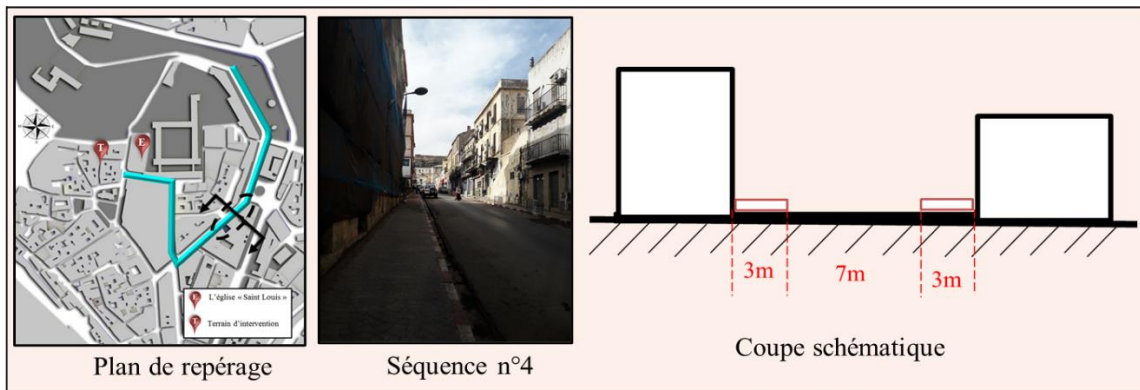 E
T
E
L'église « Saint Louis »
T
Terrain d'intervention
Plan de repérage
Séquence n°4
3m
7m
3m
Coupe schématique